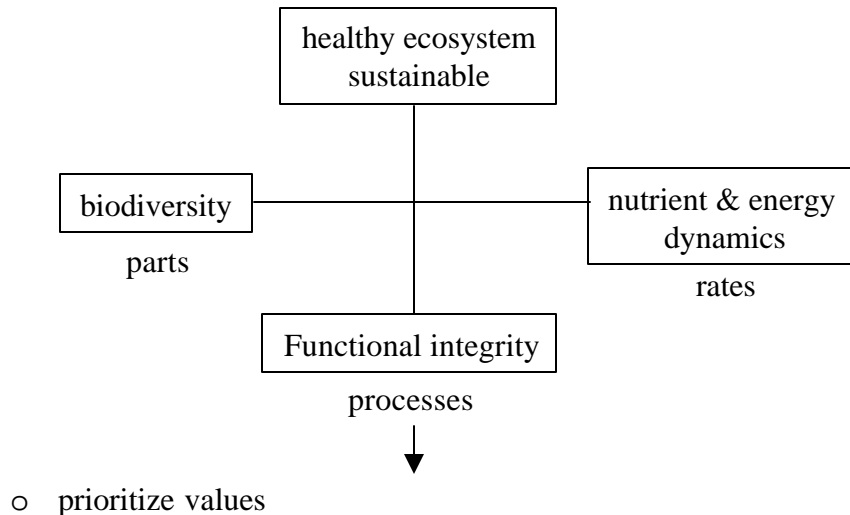 healthy ecosystem
sustainable
biodiversity
parts
nutrient & energy
dynamics
rates
Functional integrity
processes
o prioritize values